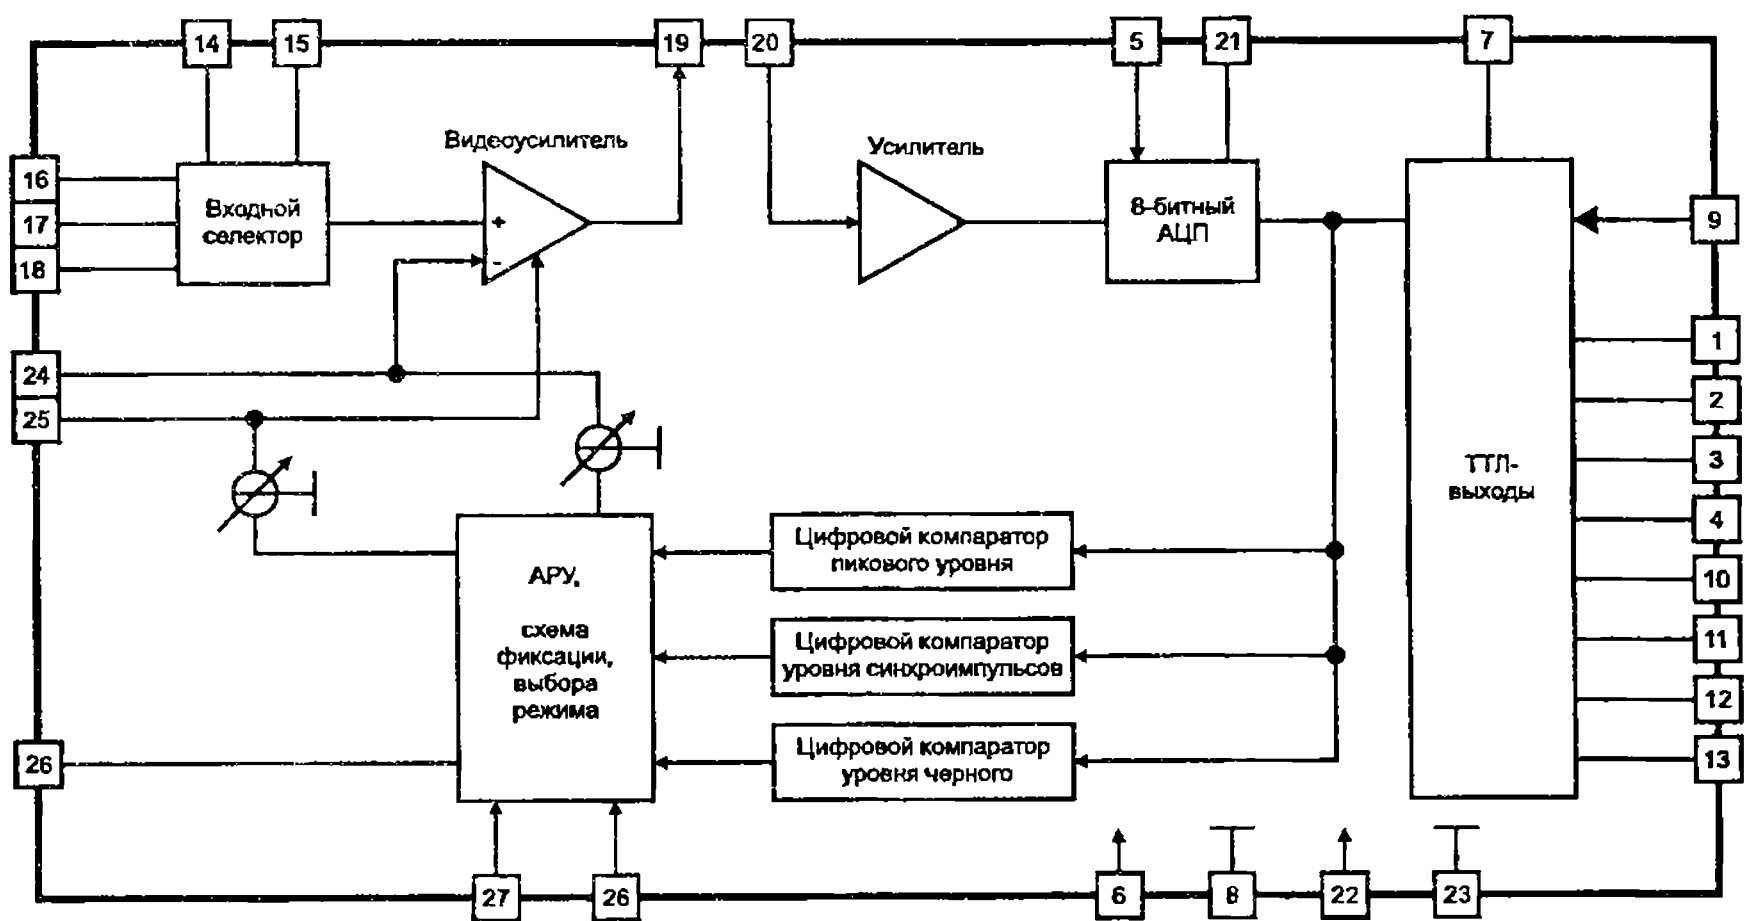 14
15
19
20
5
21
7
Видеоусилитель
Усилитель
16
17
18
Входной
селектор
+
-
8-битный
АЦП
9
24
25
1
2
3
4
10
11
12
13
ТТЛ-
выходы
АРУ,
схема
фиксации,
выбора
режима
Цифровой компаратор
пикового уровня
Цифровой компаратор
уровня синхроимпульсов
Цифровой компаратор
уровня черного
26
27
26
6
8
22
23